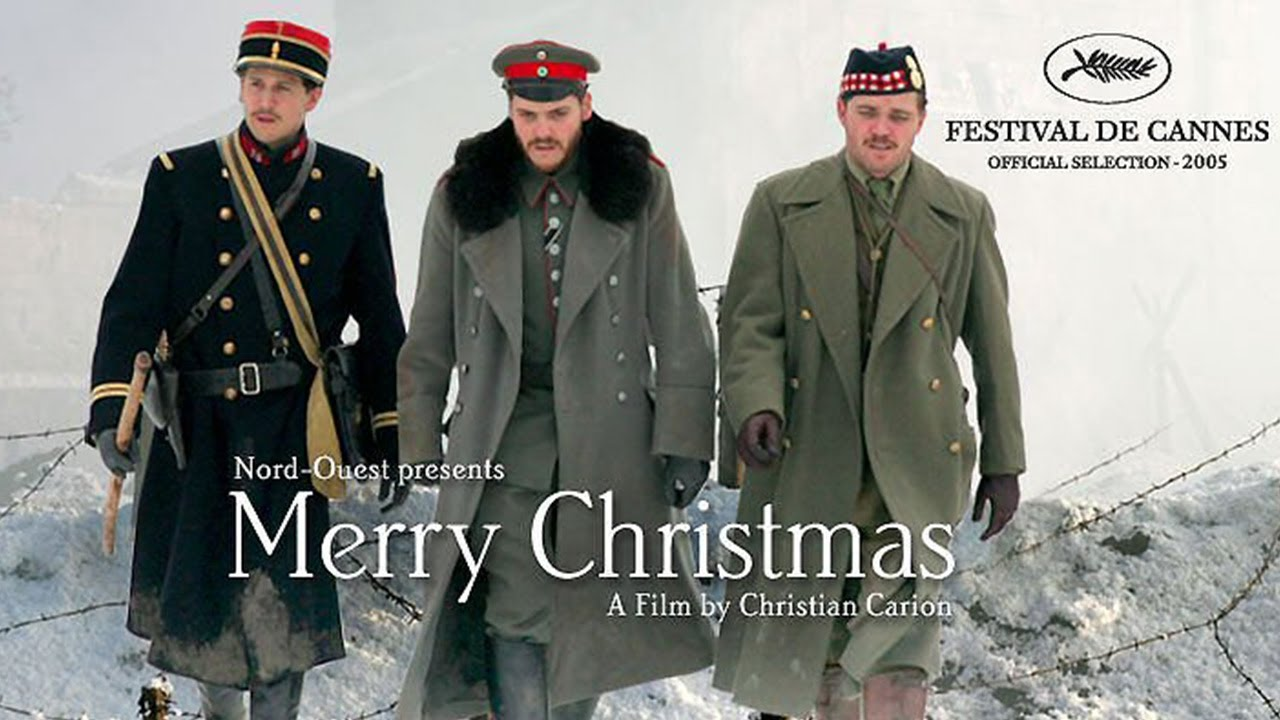 FESTIVAL DE CANNES
OFFICIAL SELECTION - 2005
Nord-Ouest presents
Merry Christmas
A Film by Christian Carion